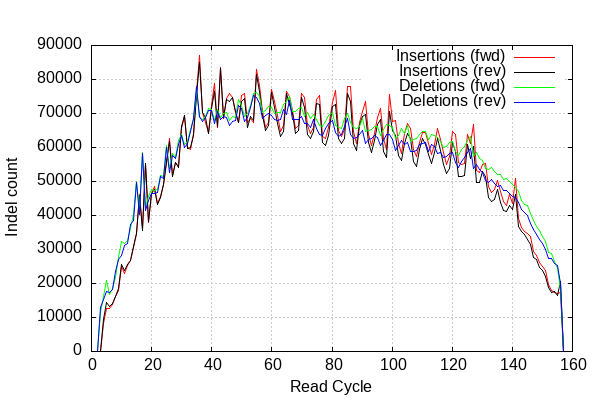 90000
80000
70000
60000
50000
40000
30000
20000
10000
0
Indel count
Insertions (fwd)
Insertions (rev)
Deletions (fwd)
Deletions (rev)
0 20 40 60 80 100 120 140 160
Read Cycle